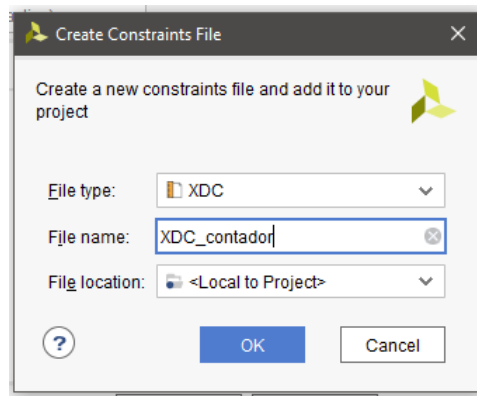 Create Constraints File
Create a new constraints file and add it to your
project
File type: XDC
File name: XDC_contador
File location: <Local to Project>
? OK Cancel